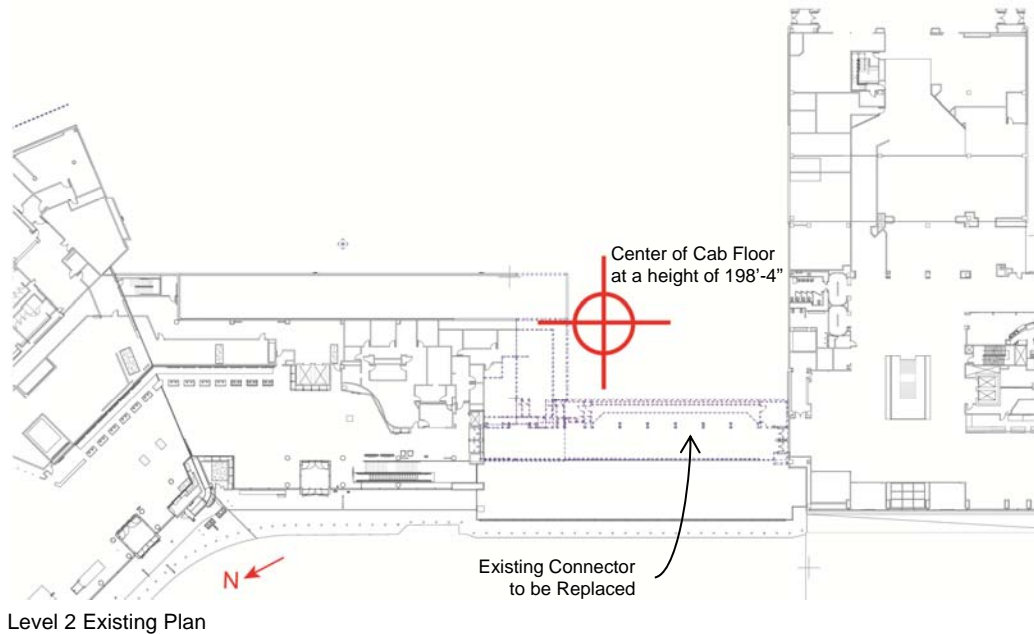 Center of Cab Floor
at a height of 198’-4”
Existing Connector
to be Replaced
N
Level 2 Existing Plan